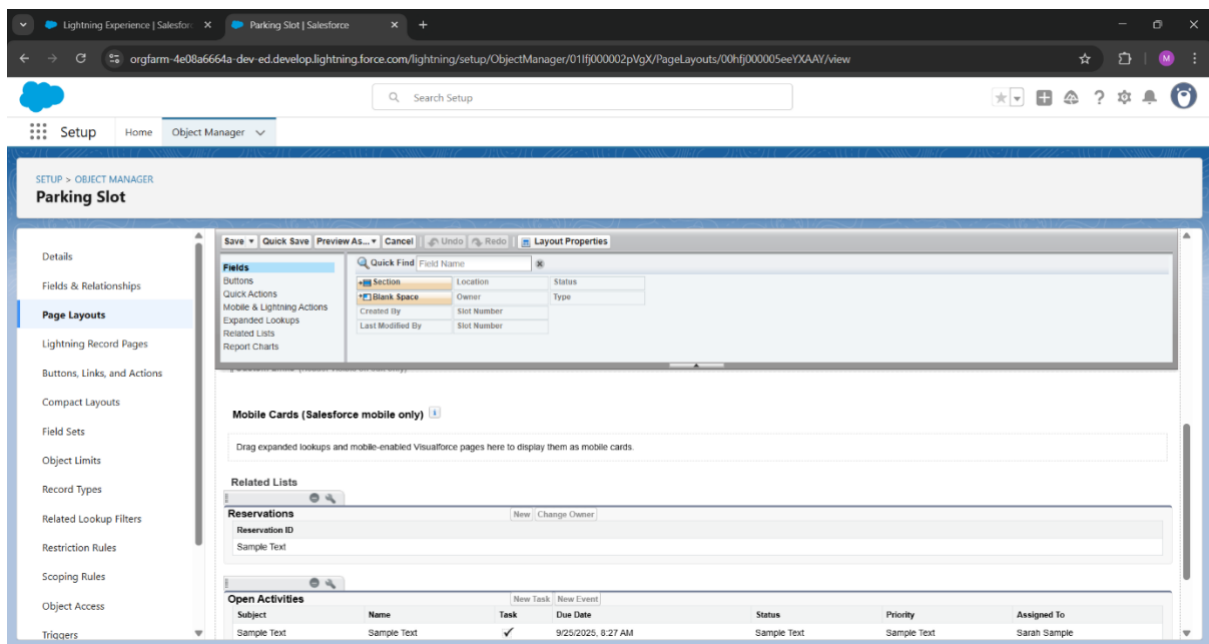 Lightning Experience | Salesfor
Parking Slot | Salesforce
orgfarm-4e08a6664a-dev-ed.develop.lightning.force.com/lightning/setup/ObjectManager/01Ifj000002pVgX/PageLayouts/00hfj000005eeYXAAY/view
M
Search Setup
Setup Home Object Manager
SETUP > OBJECT MANAGER
Parking Slot
Details
Fields & Relationships
Page Layouts
Lightning Record Pages
Buttons, Links, and Actions
Compact Layouts
Field Sets
Object Limits
Record Types
Related Lookup Filters
Restriction Rules
Scoping Rules
Object Access
Triggers
Save Quick Save Preview As... Cancel Undo Redo Layout Properties
Fields
Buttons
Quick Actions
Mobile & Lightning Actions
Expanded Lookups
Related Lists
Report Charts
Quick Find Field Name
Section Location Status
Blank Space Owner Type
Created By Slot Number
Last Modified By Slot Number
Mobile Cards (Salesforce mobile only)
Drag expanded lookups and mobile-enabled Visualforce pages here to display them as mobile cards.
Related Lists
Reservations New Change Owner
Reservation ID
Sample Text
Open Activities New Task New Event
Subject Name Task Due Date Status Priority Assigned To
Sample Text Sample Text 9/25/2025, 8:27 AM Sample Text Sample Text Sarah Sample